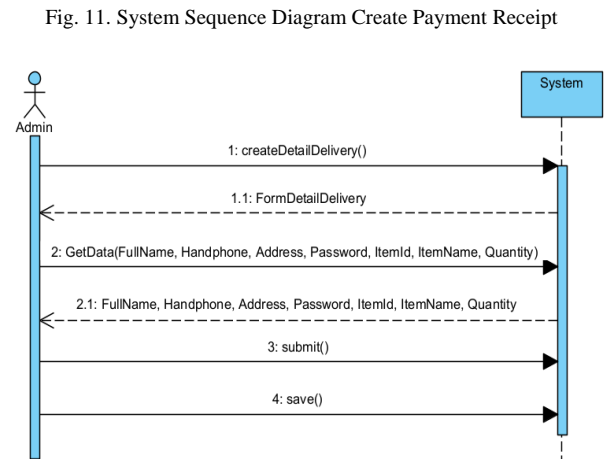 Fig. 11. System Sequence Diagram Create Payment Receipt
System
Admin
1: createDetailDelivery()
1.1: FormDetailDelivery
2: GetData(FullName, Handphone, Address, Password, ItemId, ItemName, Quantity)
2.1: FullName, Handphone, Address, Password, ItemId, ItemName, Quantity
3: submit()
4: save()